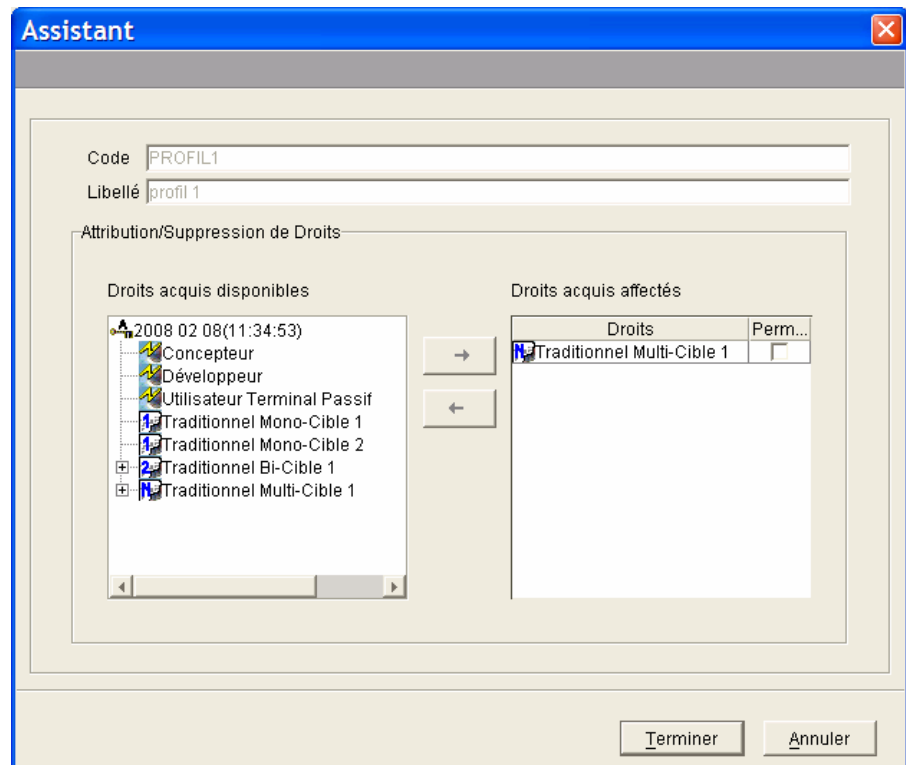 Assistant
Code PROFIL1
Libellé profil 1
Attribution/Suppression de Droits
Droits acquis disponibles
2008 02 08(11:34:53)
Concepteur
Développeur
Utilisateur Terminal Passif
Traditionnel Mono-Cible 1
Traditionnel Mono-Cible 2
Traditionnel Bi-Cible 1
Traditionnel Multi-Cible 1
Droits acquis affectés
Droits Perm...
Traditionnel Multi-Cible 1
Terminer Annuler